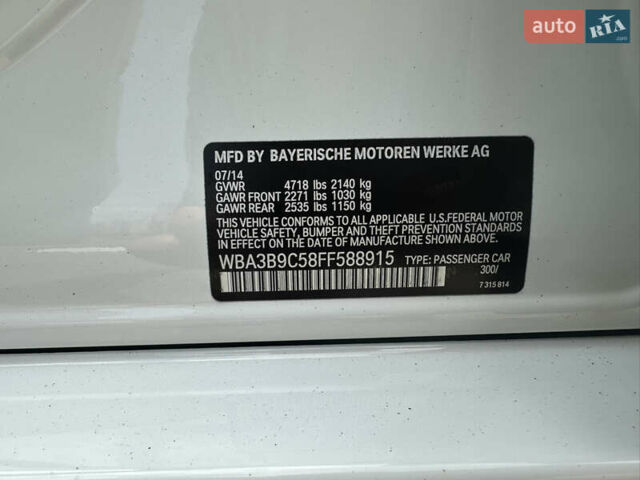 auto RIA.com
MFD BY BAYERISCHE MOTOREN WERKE AG
07/14
GVWR 4718 lbs 2140 kg
GAWR FRONT 2271 lbs 1030 kg
GAWR REAR 2535 lbs 1150 kg
THIS VEHICLE CONFORMS TO ALL APPLICABLE U.S.FEDERAL MOTOR
VEHICLE SAFETY, BUMPER AND THEFT PREVENTION STANDARDS
IN EFFECT ON THE DATE OF MANUFACTURE SHOWN ABOVE.
WBA3B9C58FF588915 TYPE: PASSENGER CAR
300/
7 315 814